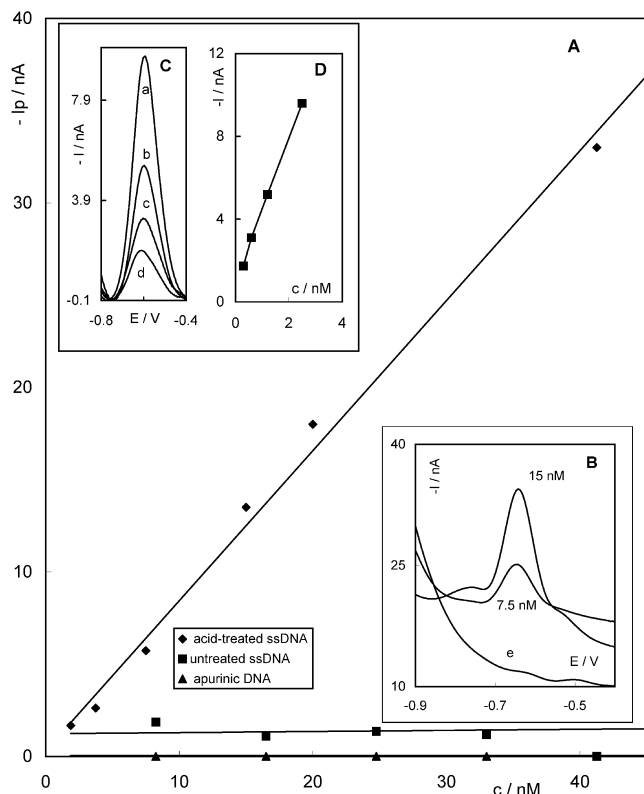 - Ip / nA
40
30
20
10
0
0
10
20
30
40
c / nM
A
C
- I / nA
7.9
3.9
-0.1
a
b
c
d
-0.8
E / V
-0.4
D
-I / nA
12
8
4
0
c / nM
0
2
4
B
-I / nA
40
25
10
15 nM
7.5 nM
e
E / V
-0.9
-0.7
-0.5
acid-treated ssDNA
untreated ssDNA
apurinic DNA